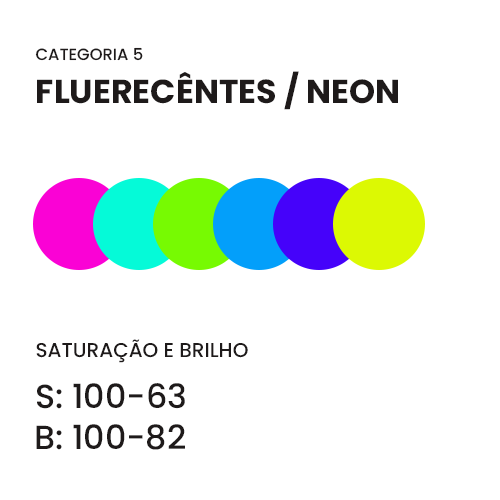 CATEGORIA 5
FLUERECÊNTES / NEON
SATURAÇÃO E BRILHO
S: 100-63
B: 100-82